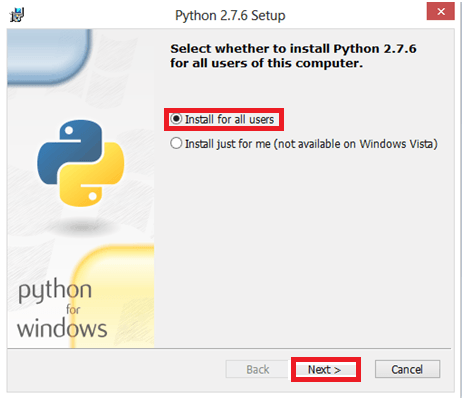 Python 2.7.6 Setup
Select whether to install Python 2.7.6
for all users of this computer.
Install for all users
Install just for me (not available on Windows Vista)
python
for
windows
Back
Next >
Cancel